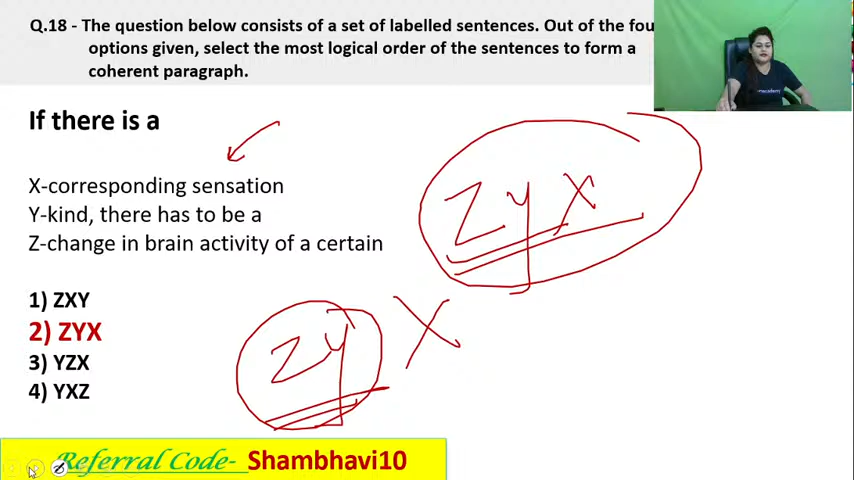 Q.18 - The question below consists of a set of labelled sentences. Out of the fou
options given, select the most logical order of the sentences to form a
coherent paragraph.
If there is a
X-corresponding sensation
Y-kind, there has to be a
Z-change in brain activity of a certain
ZYX
1) ZXY
2) ZYX
3) YZX
4) YXZ
ZY X
Referral Code- Shambhavi10